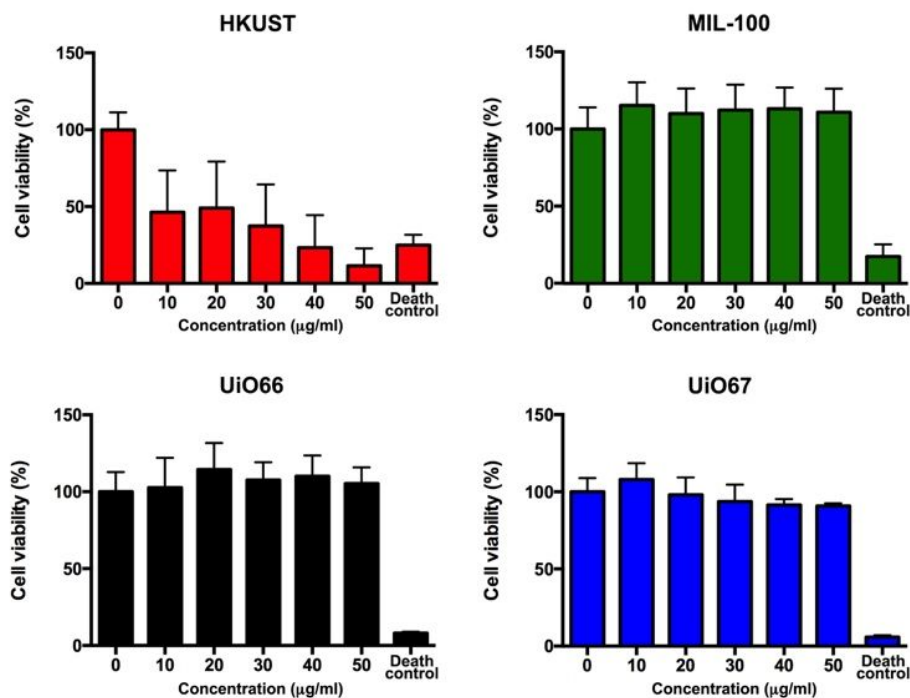 HKUST
Cell viability (%)
150
100
50
0
0 10 20 30 40 50 Death control
Concentration (μg/ml)
MIL-100
Cell viability (%)
150
100
50
0
0 10 20 30 40 50 Death control
Concentration (μg/ml)
UiO66
Cell viability (%)
150
100
50
0
0 10 20 30 40 50 Death control
Concentration (μg/ml)
UiO67
Cell viability (%)
150
100
50
0
0 10 20 30 40 50 Death control
Concentration (μg/ml)